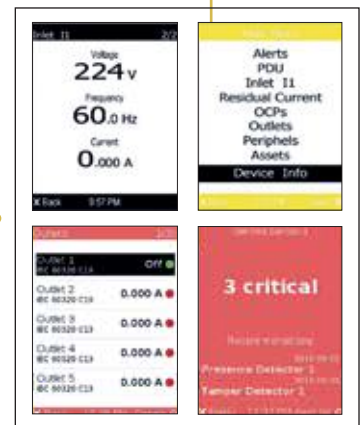 Inlet I1 2/2
Voltage
224 V
Frequency
60.0 Hz
Current
0.000 A
X Back 9:57 PM
Main Menu
Alerts
PDU
Inlet I1
Residual Current
OCPs
Outlets
Peripherals
Assets
Device Info
Outlets
Outlet 1 Off
IEC 60320 C13
Outlet 2 0.000 A
IEC 60320 C13
Outlet 3 0.000 A
IEC 60320 C13
Outlet 4 0.000 A
IEC 60320 C13
Outlet 5 0.000 A
IEC 60320 C13
3 critical
Presence Detector 1
Tamper Detector 1